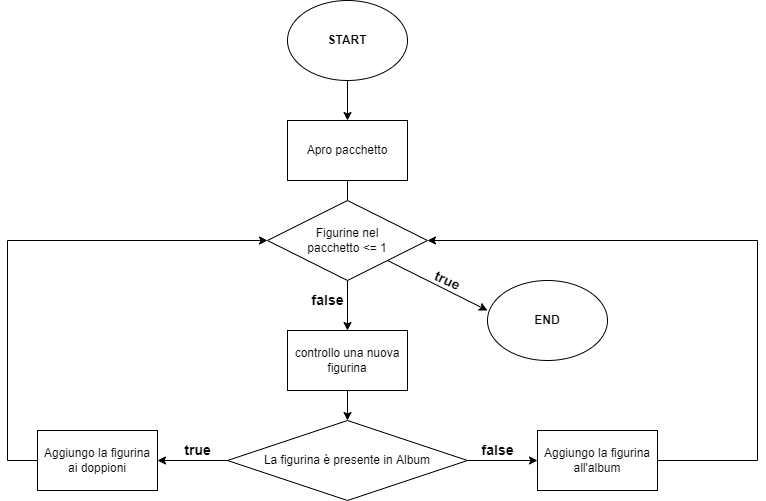 START
Apro pacchetto
Figurine nel
pacchetto <= 1
true
false
END
controllo una nuova
figurina
Aggiungo la figurina
ai doppioni
true
La figurina è presente in Album
false
Aggiungo la figurina
all'album